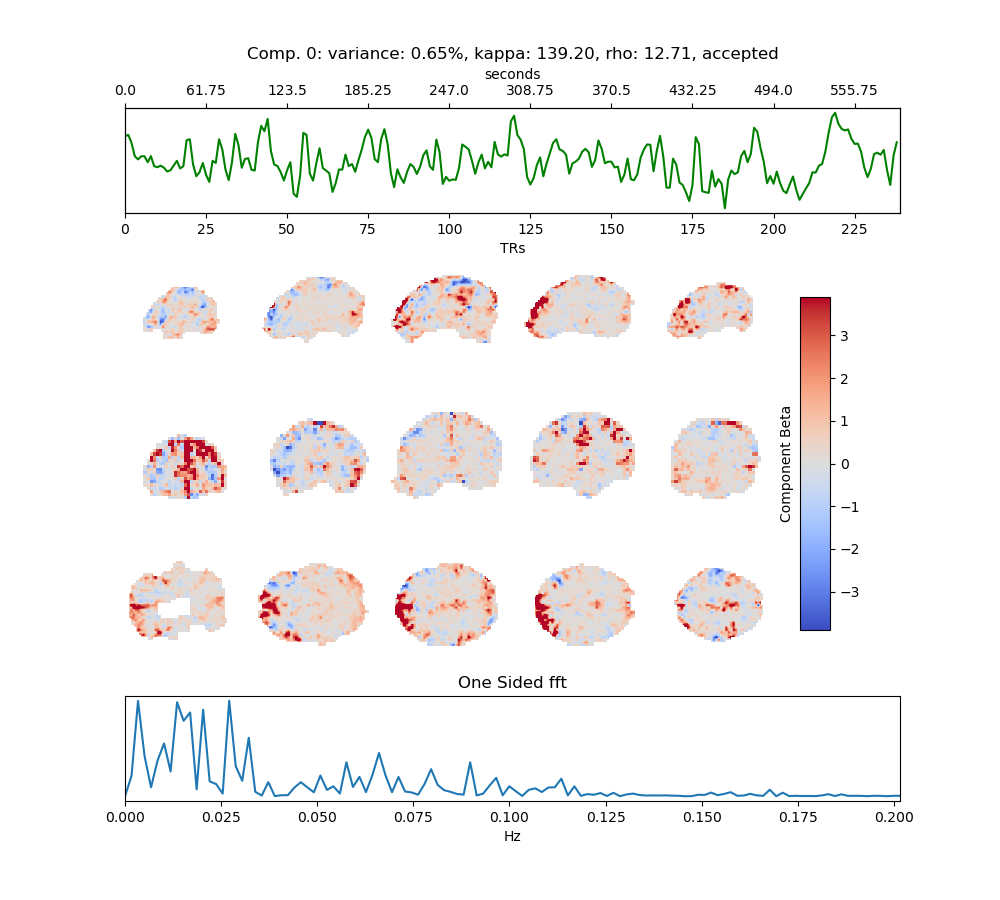 Comp. 0: variance: 0.65%, kappa: 139.20, rho: 12.71, accepted
seconds
0.0 61.75 123.5 185.25 247.0 308.75 370.5 432.25 494.0 555.75
0 25 50 75 100 125 150 175 200 225
TRs
3
2
1
0
−1
−2
−3
Component Beta
One Sided fft
0.000 0.025 0.050 0.075 0.100 0.125 0.150 0.175 0.200
Hz